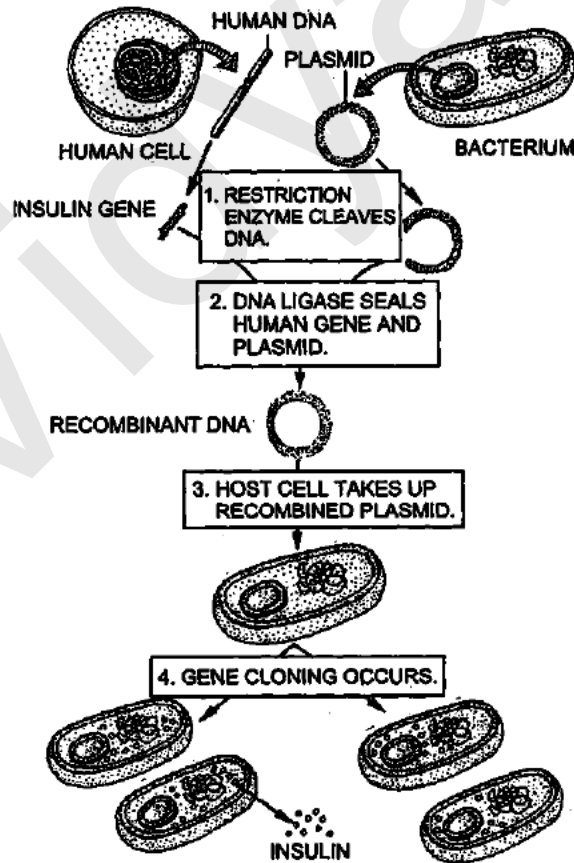 HUMAN DNA
PLASMID
HUMAN CELL
BACTERIUM
INSULIN GENE
1. RESTRICTION
ENZYME CLEAVES
DNA.
2. DNA LIGASE SEALS
HUMAN GENE AND
PLASMID.
RECOMBINANT DNA
3. HOST CELL TAKES UP
RECOMBINED PLASMID.
4. GENE CLONING OCCURS.
INSULIN